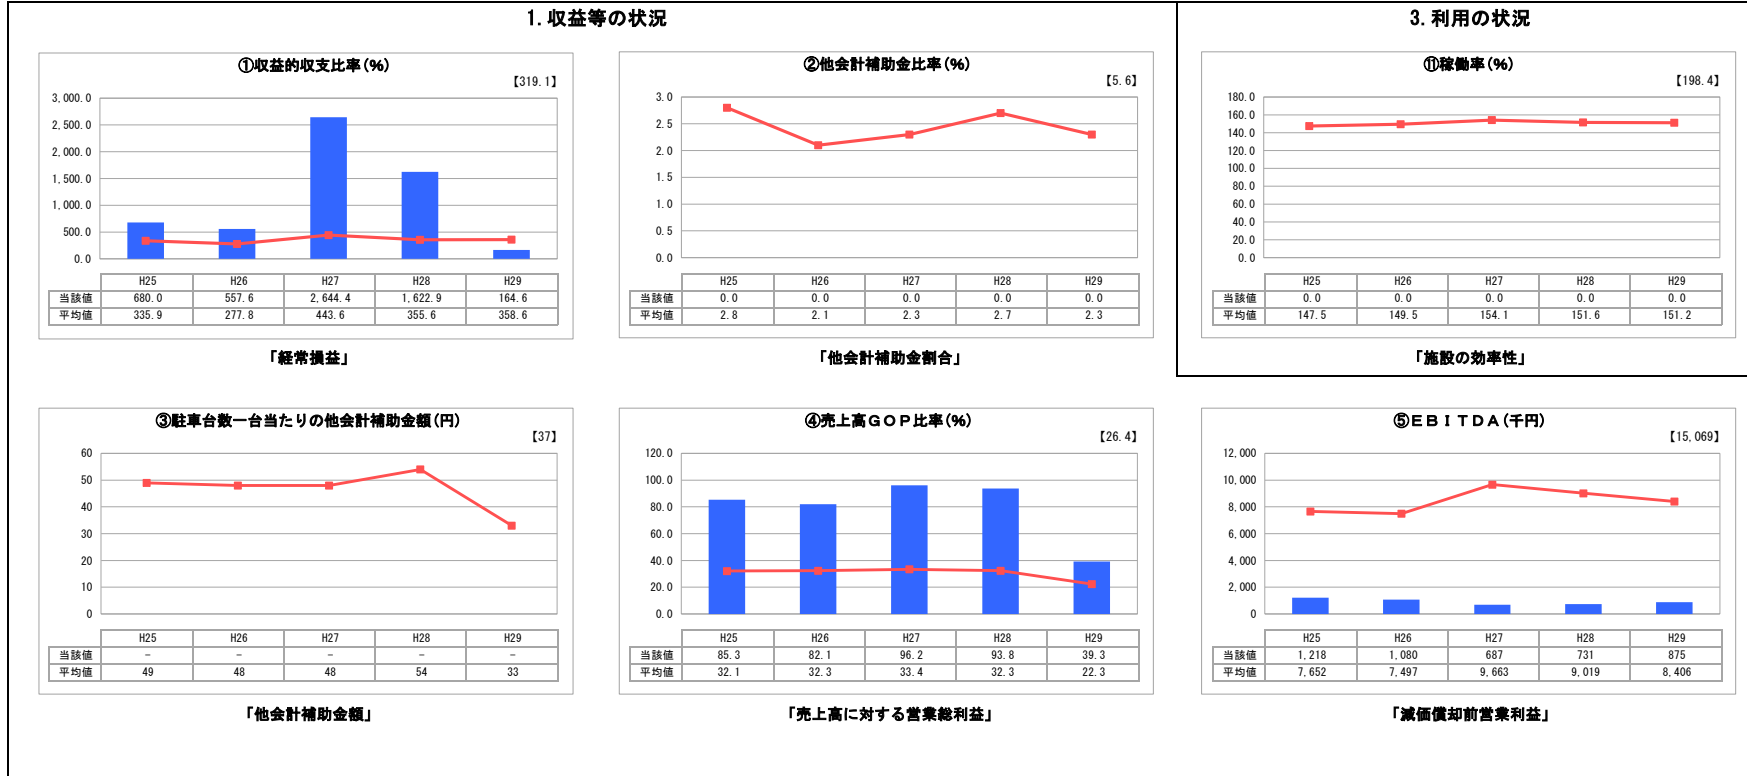 1. 収益等の状況
3. 利用の状況
①収益的収支比率(%)
【319.1】
3,000.0
2,500.0
2,000.0
1,500.0
1,000.0
500.0
0.0
H25 H26 H27 H28 H29
当該値 680.0 557.6 2,644.4 1,622.9 164.6
平均値 335.9 277.8 443.6 355.6 358.6
「経常損益」
②他会計補助金比率(%)
【5.6】
3.0
2.5
2.0
1.5
1.0
0.5
0.0
H25 H26 H27 H28 H29
当該値 0.0 0.0 0.0 0.0 0.0
平均値 2.8 2.1 2.3 2.7 2.3
「他会計補助金割合」
⑪稼働率(%)
【198.4】
180.0
160.0
140.0
120.0
100.0
80.0
60.0
40.0
20.0
0.0
H25 H26 H27 H28 H29
当該値 0.0 0.0 0.0 0.0 0.0
平均値 147.5 149.5 154.1 151.6 151.2
「施設の効率性」
③駐車台数一台当たりの他会計補助金額(円)
【37】
60
50
40
30
20
10
0
H25 H26 H27 H28 H29
当該値 - - - - -
平均値 49 48 48 54 33
「他会計補助金額」
④売上高GOP比率(%)
【26.4】
120.0
100.0
80.0
60.0
40.0
20.0
0.0
H25 H26 H27 H28 H29
当該値 85.3 82.1 96.2 93.8 39.3
平均値 32.1 32.3 33.4 32.3 22.3
「売上高に対する営業総利益」
⑤EBITDA(千円)
【15,069】
12,000
10,000
8,000
6,000
4,000
2,000
0
H25 H26 H27 H28 H29
当該値 1,218 1,080 687 731 875
平均値 7,652 7,497 9,663 9,019 8,406
「減価償却前営業利益」